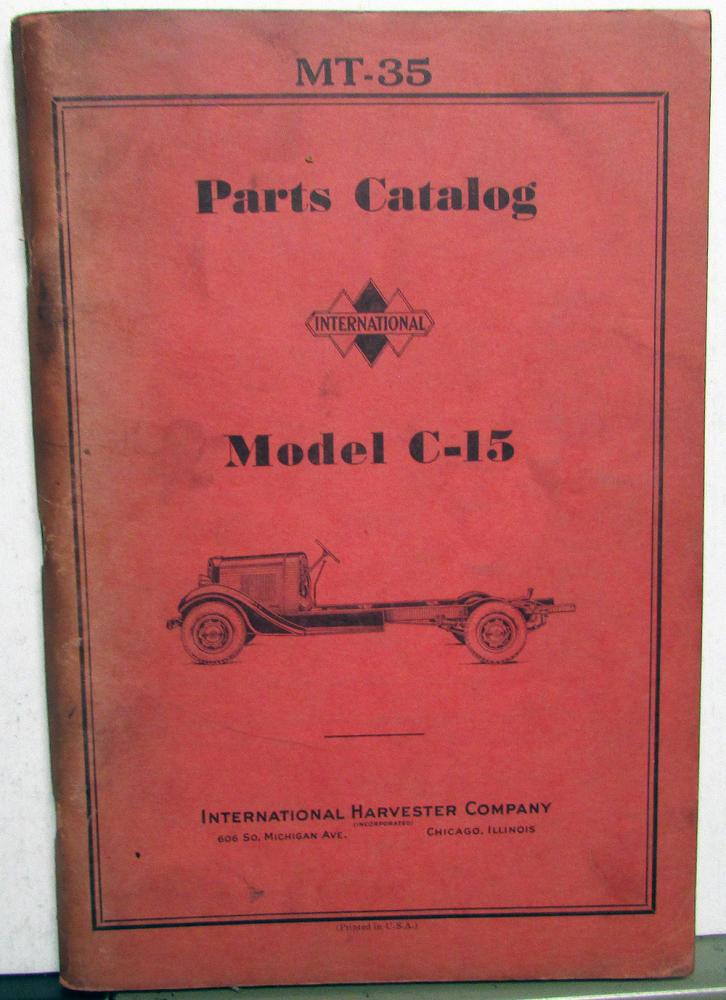 MT-35
Parts Catalog
INTERNATIONAL
Model C-15
INTERNATIONAL HARVESTER COMPANY
(INCORPORATED)
606 SO. MICHIGAN AVE. CHICAGO, ILLINOIS
(Printed in U.S.A.)